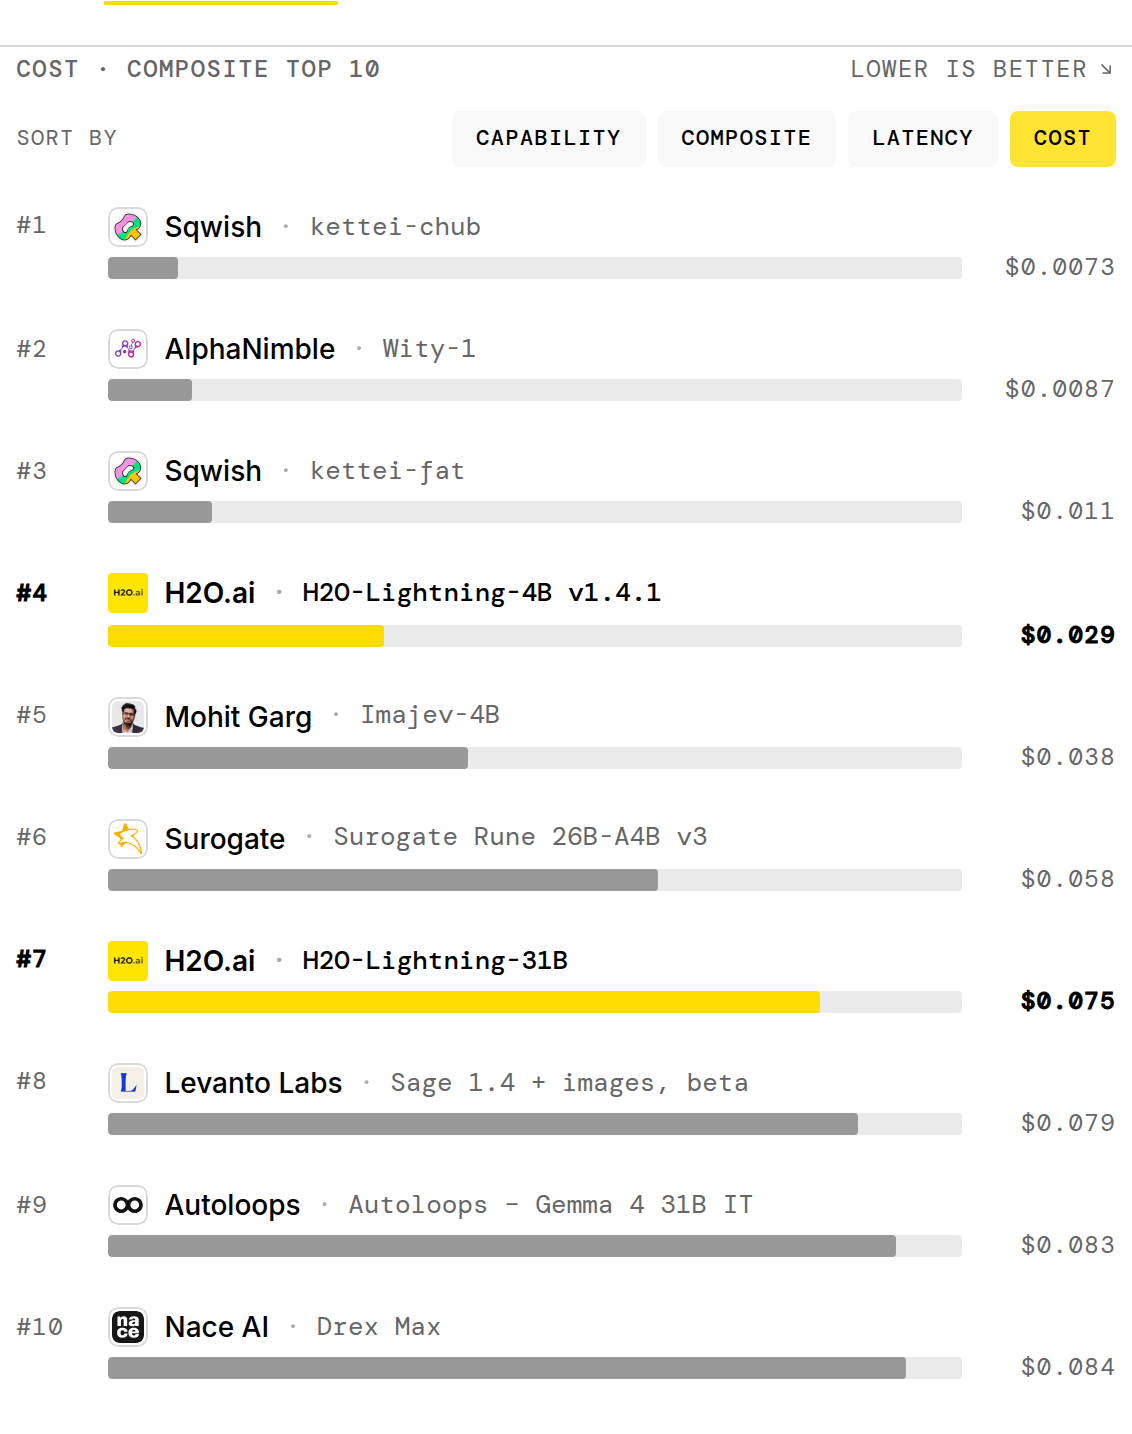 COST · COMPOSITE TOP 10
LOWER IS BETTER ↘
SORT BY
CAPABILITY
COMPOSITE
LATENCY
COST
#1
Sqwish · kettei-chub
$0.0073
#2
AlphaNimble · Wity-1
$0.0087
#3
Sqwish · kettei-fat
$0.011
#4
H2O.ai
H2O.ai · H2O-Lightning-4B v1.4.1
$0.029
#5
Mohit Garg · Imajev-4B
$0.038
#6
Surogate · Surogate Rune 26B-A4B v3
$0.058
#7
H2O.ai
H2O.ai · H2O-Lightning-31B
$0.075
#8
L
Levanto Labs · Sage 1.4 + images, beta
$0.079
#9
Autoloops · Autoloops - Gemma 4 31B IT
$0.083
#10
na
ce
Nace AI · Drex Max
$0.084